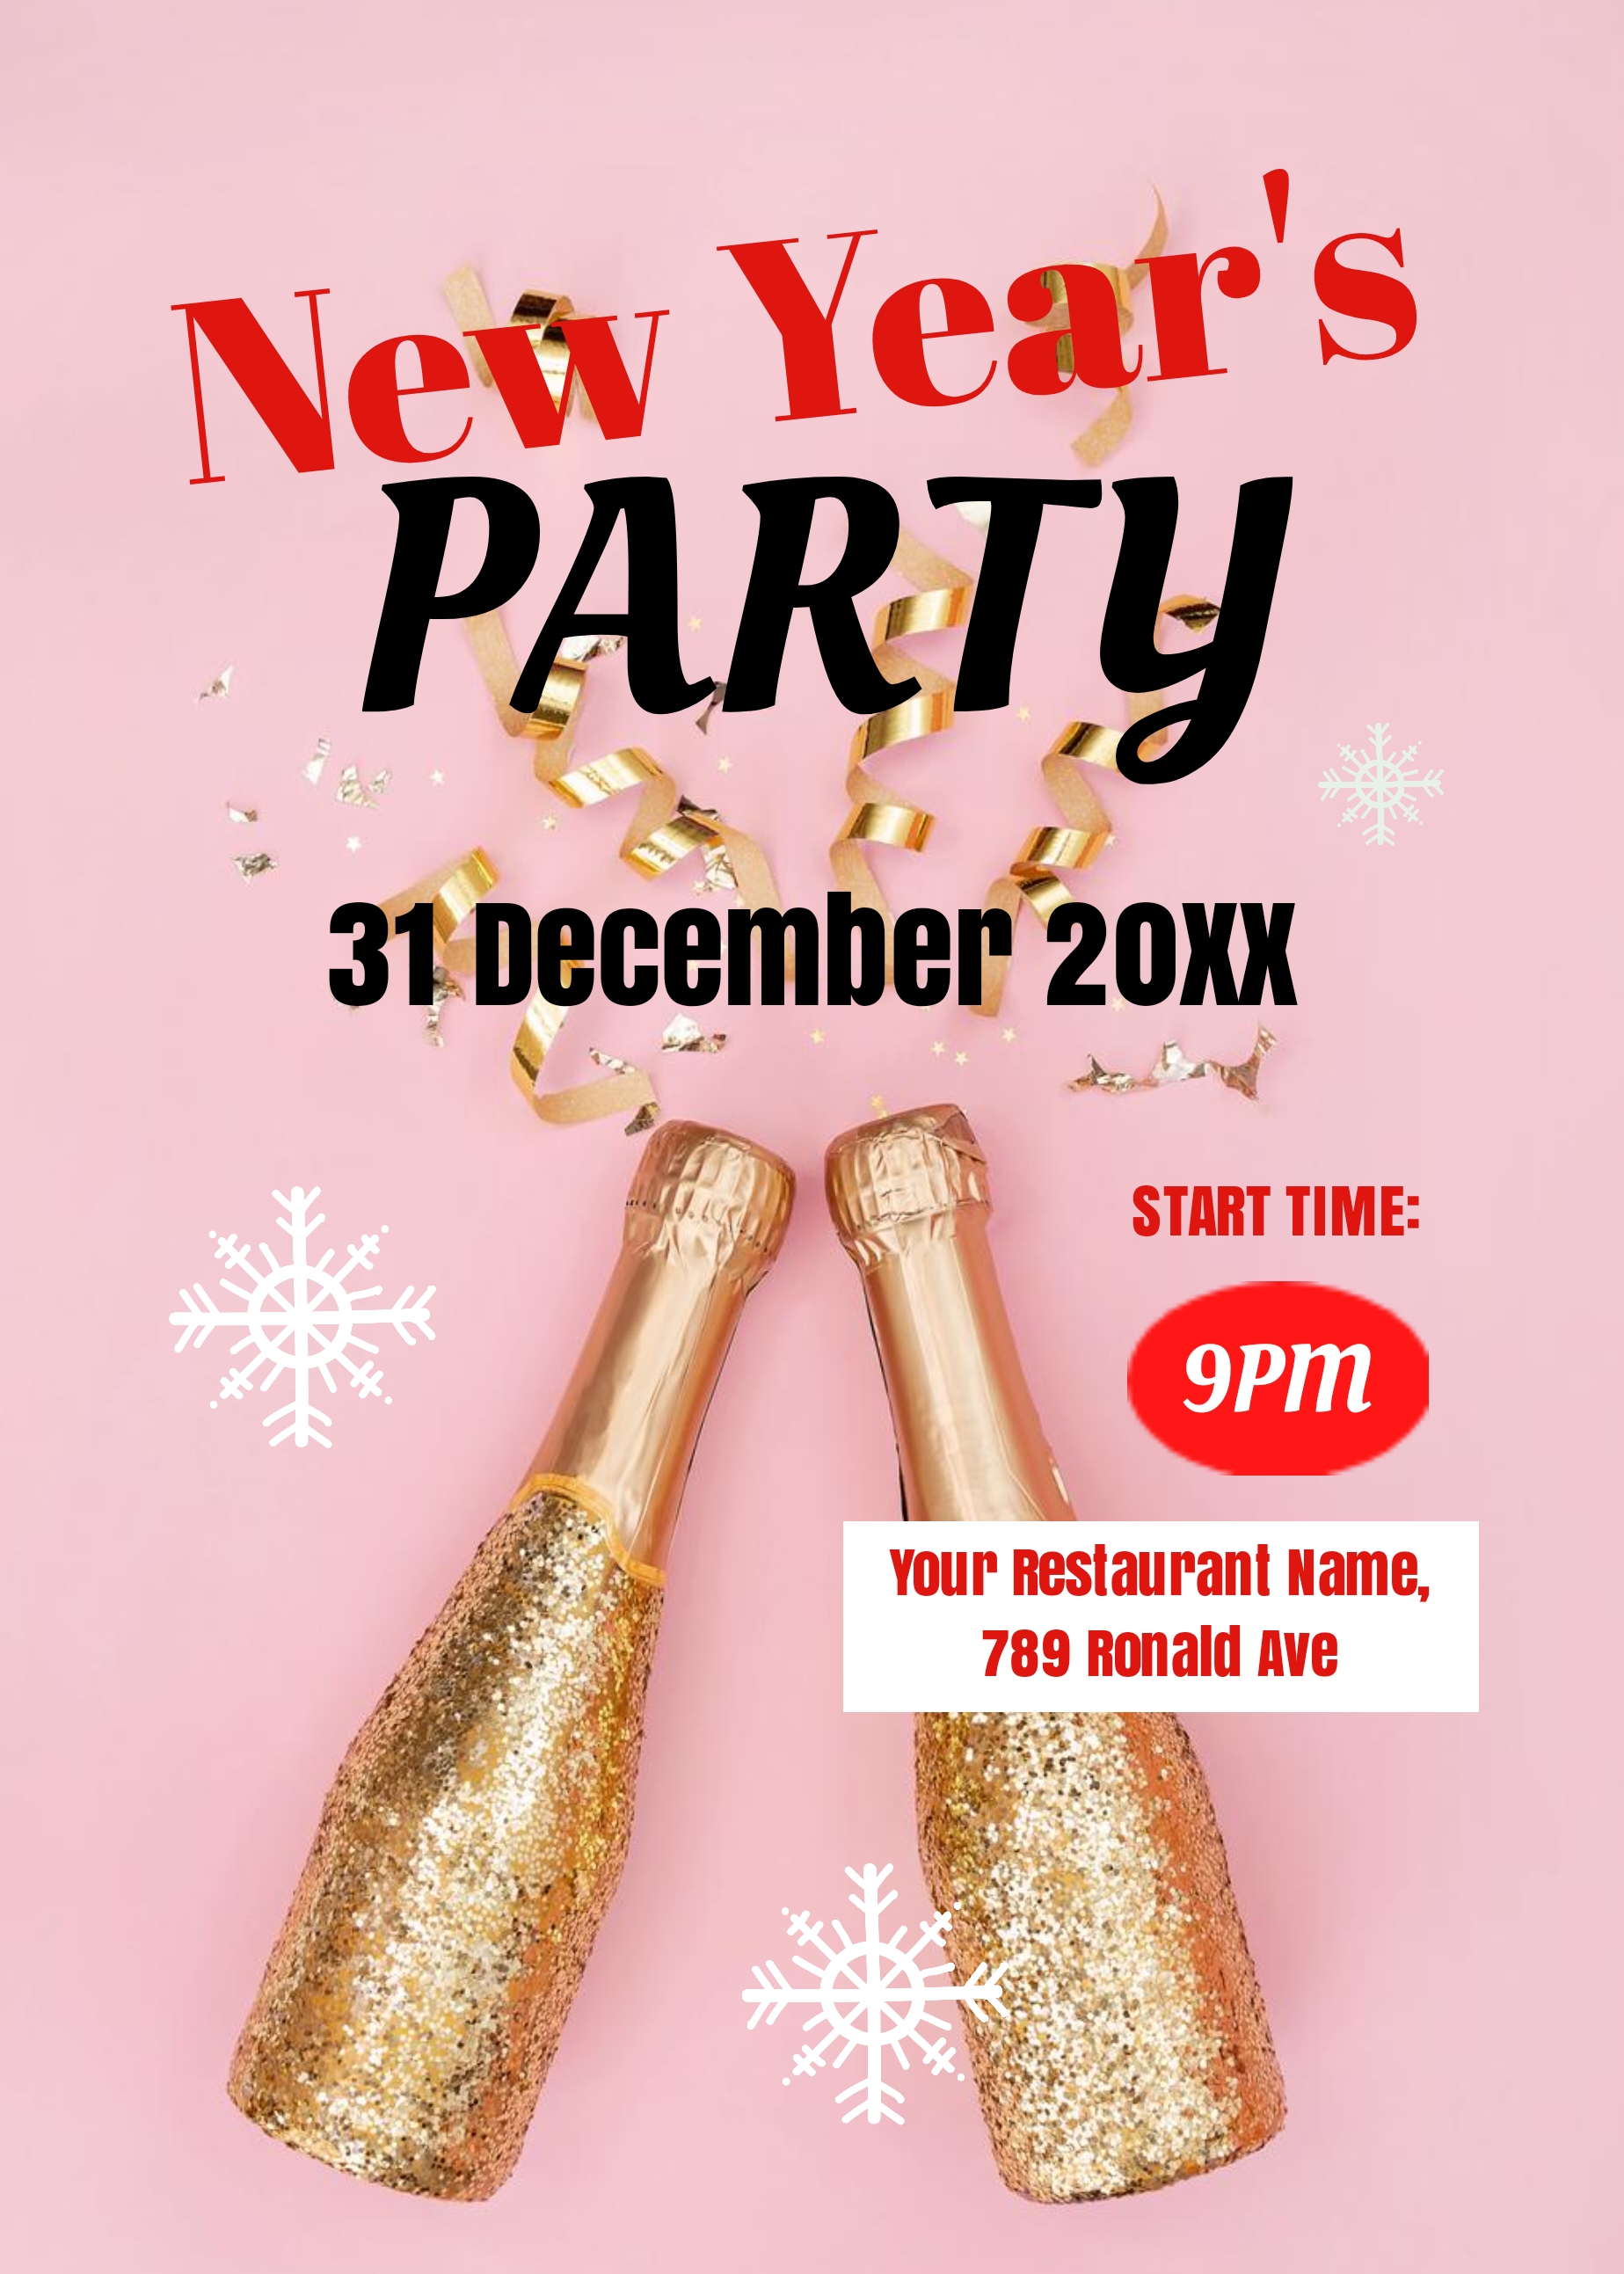 New Year's
PARTY
31 December 20XX
START TIME:
9PM
Your Restaurant Name,
789 Ronald Ave